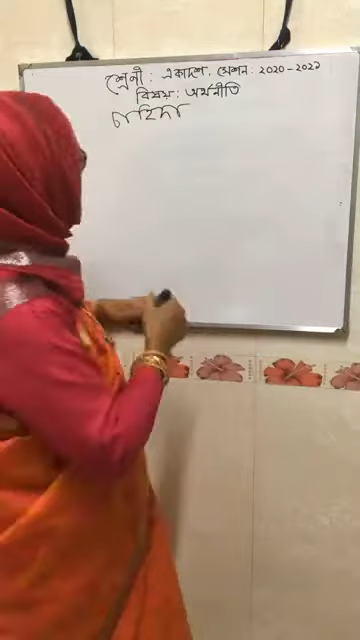 শ্রেণী : একাদশ. সেশন : ২০২০ - ২০২১
বিষয় : অর্থনীতি
চাহিদা